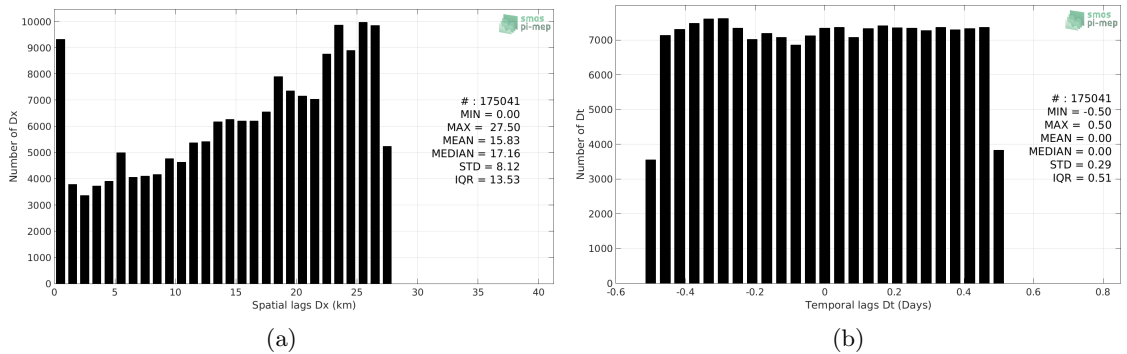 10000
9000
8000
7000
6000
5000
4000
3000
2000
1000
0
Number of Dx
0 5 10 15 20 25 30 35 40
Spatial lags Dx (km)
smos
pi-mep
# : 175041
MIN = 0.00
MAX = 27.50
MEAN = 15.83
MEDIAN = 17.16
STD = 8.12
IQR = 13.53
(a)
7000
6000
5000
4000
3000
2000
1000
0
Number of Dt
-0.6 -0.4 -0.2 0 0.2 0.4 0.6 0.8
Temporal lags Dt (Days)
smos
pi-mep
# : 175041
MIN = -0.50
MAX = 0.50
MEAN = 0.00
MEDIAN = 0.00
STD = 0.29
IQR = 0.51
(b)